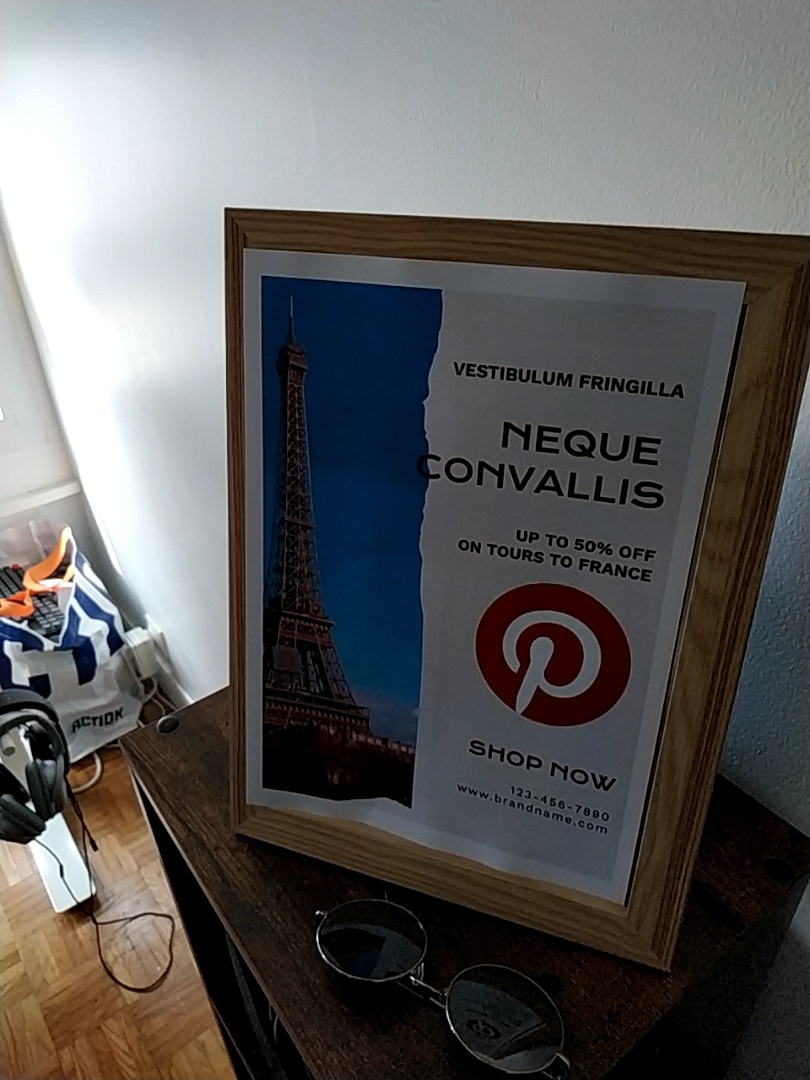 VESTIBULUM FRINGILLA
NEQUE
CONVALLIS
UP TO 50% OFF
ON TOURS TO FRANCE
SHOP NOW
123-456-7890
www.brandname.com
ACTION